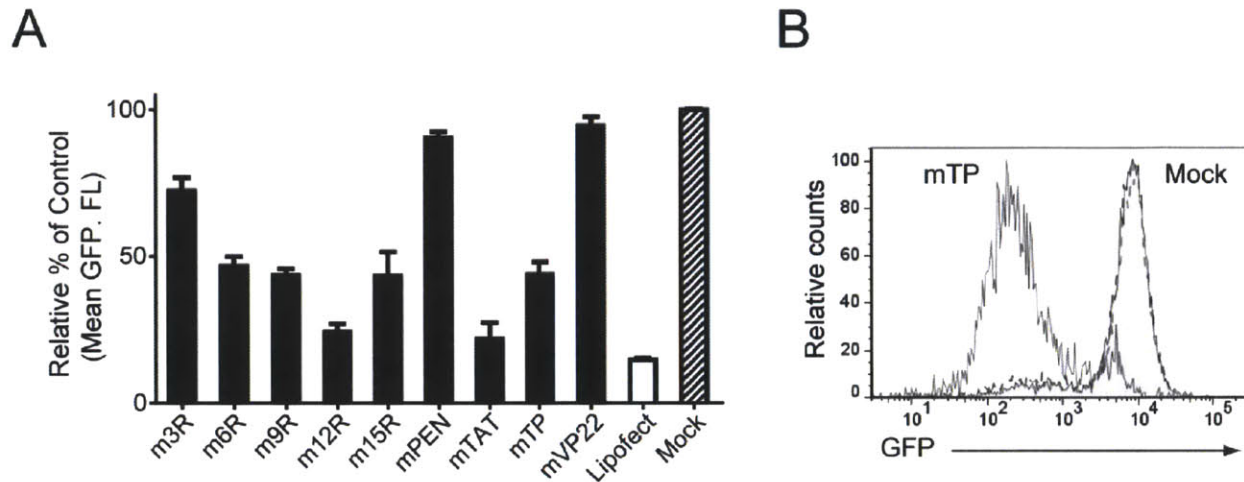 A
B
Relative % of Control
(Mean GFP. FL)
100
50
0
m3R
m6R
m9R
m12R
m15R
mPEN
mTAT
mTP
mVP22
Lipofect
Mock
Relative counts
100
80
60
40
20
0
mTP
Mock
10¹ 10² 10³ 10⁴ 10⁵
GFP